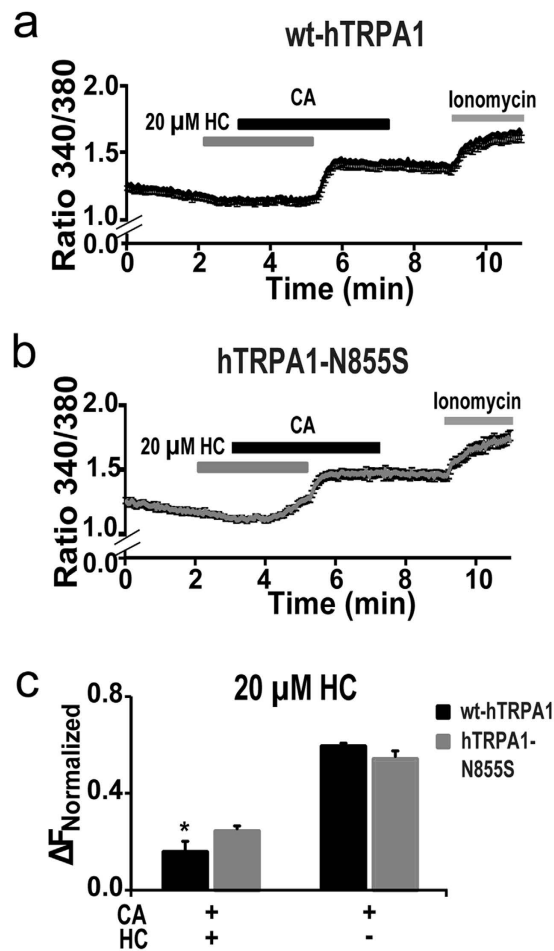 a
wt-hTRPA1
CA
Ionomycin
20 µM HC
Ratio 340/380
2.0
1.5
1.0
0.0
0 2 4 6 8 10
Time (min)
b
hTRPA1-N855S
CA
Ionomycin
20 µM HC
Ratio 340/380
2.0
1.5
1.0
0.0
0 2 4 6 8 10
Time (min)
c
20 µM HC
wt-hTRPA1
hTRPA1-
N855S
ΔFNormalized
0.8
0.4
0.0
*
CA + +
HC + -